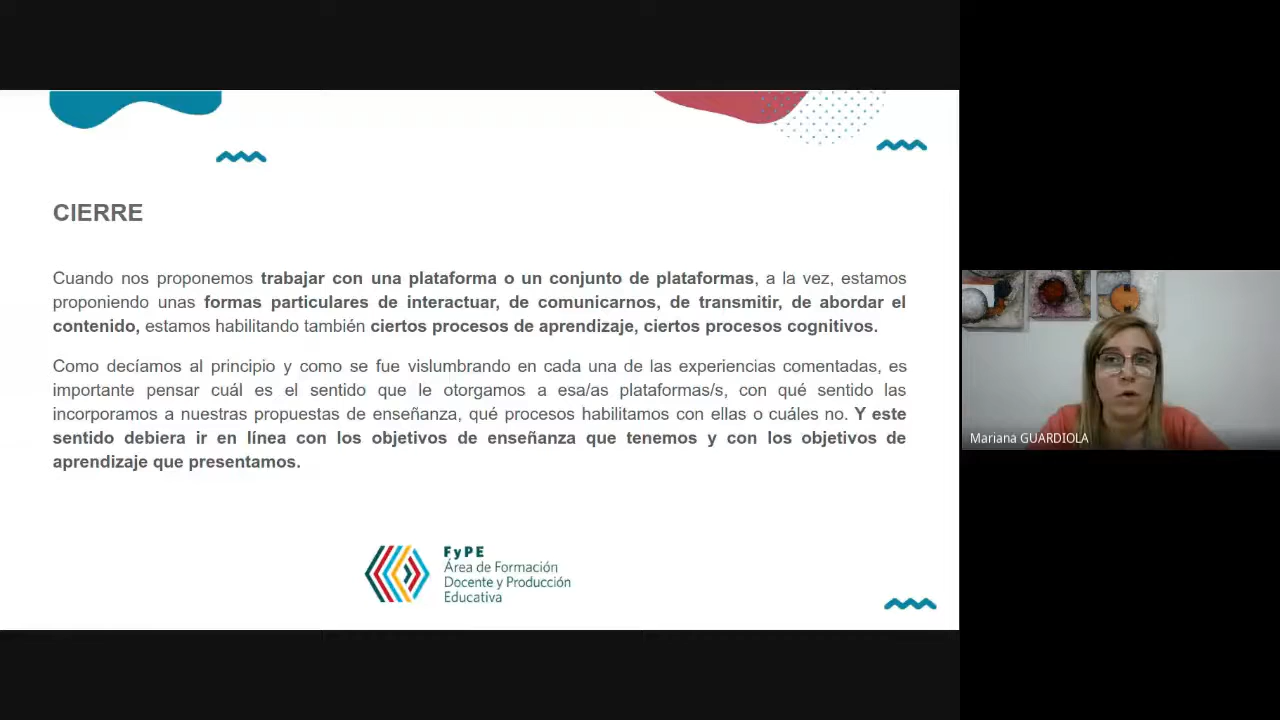 CIERRE
Cuando nos proponemos trabajar con una plataforma o un conjunto de plataformas, a la vez, estamos
proponiendo unas formas particulares de interactuar, de comunicarnos, de transmitir, de abordar el
contenido, estamos habilitando también ciertos procesos de aprendizaje, ciertos procesos cognitivos.
Como decíamos al principio y como se fue vislumbrando en cada una de las experiencias comentadas, es
importante pensar cuál es el sentido que le otorgamos a esa/as plataformas/s, con qué sentido las
incorporamos a nuestras propuestas de enseñanza, qué procesos habilitamos con ellas o cuáles no. Y este
sentido debiera ir en línea con los objetivos de enseñanza que tenemos y con los objetivos de
aprendizaje que presentamos.
FyPE
Área de Formación
Docente y Producción
Educativa
Mariana GUARDIOLA